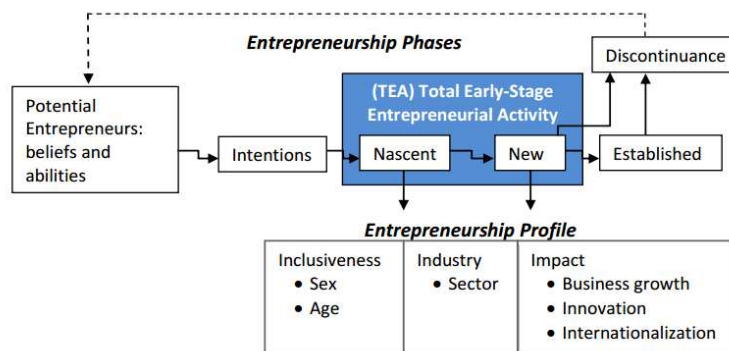 Entrepreneurship Phases
Discontinuance
(TEA) Total Early-Stage
Entrepreneurial Activity
Potential
Entrepreneurs:
beliefs and
abilities
Intentions
Nascent
New
Established
Entrepreneurship Profile
Inclusiveness
• Sex
• Age
Industry
• Sector
Impact
• Business growth
• Innovation
• Internationalization